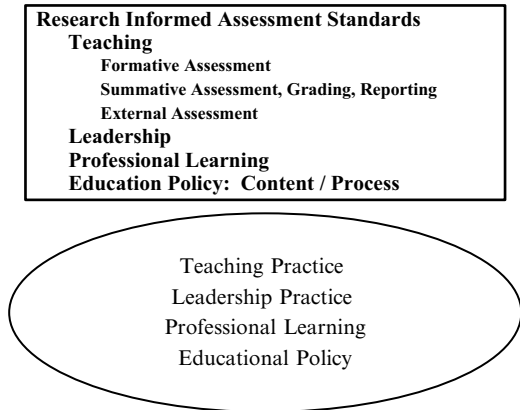 Research Informed Assessment Standards
Teaching
Formative Assessment
Summative Assessment, Grading, Reporting
External Assessment
Leadership
Professional Learning
Education Policy:  Content / Process
Teaching Practice
Leadership Practice
Professional Learning
Educational Policy